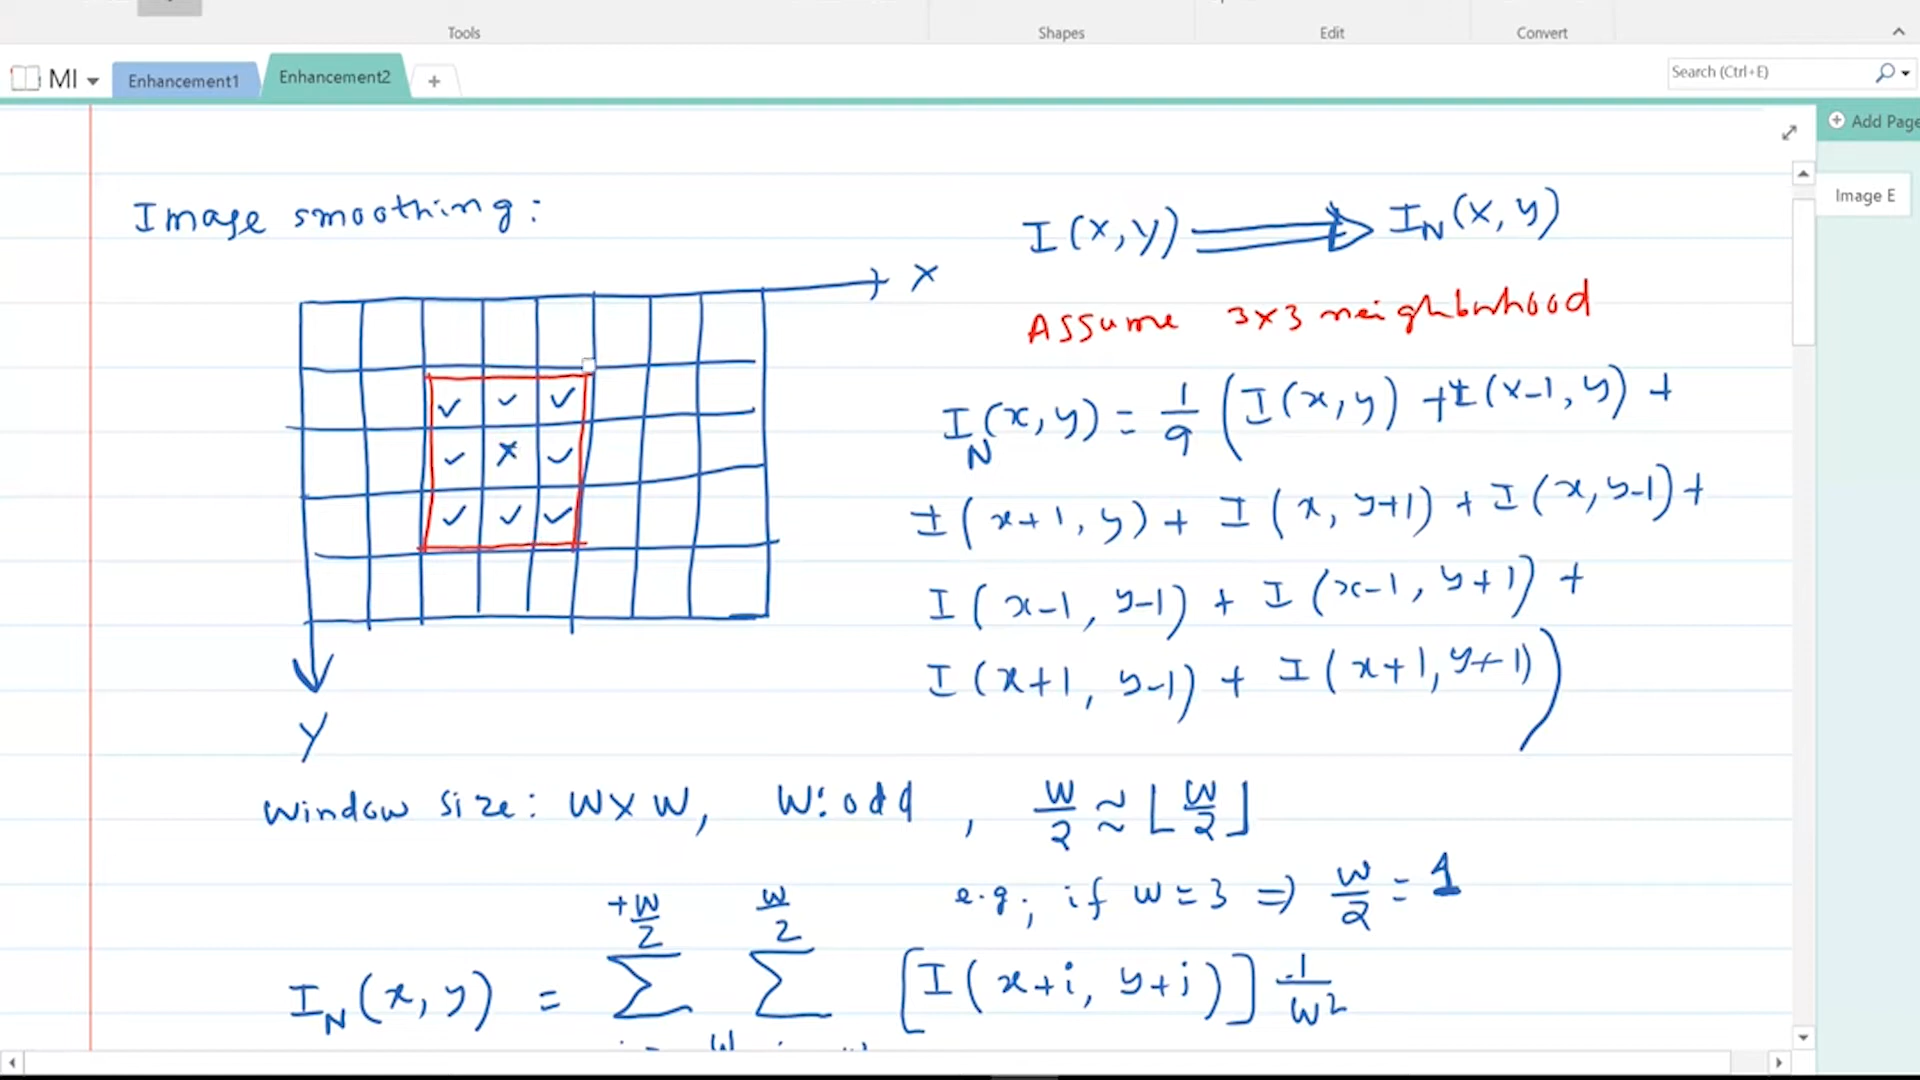 Tools Shapes Edit Convert
MI Enhancement1 Enhancement2 + Search (Ctrl+E)
Add Page
Image E
Image smoothing:
I(x,y) ⟹ I_N(x,y)
X
Assume 3x3 neighborhood
I_N(x,y) = 1/9 (I(x,y) + I(x-1,y) +
I(x+1,y) + I(x,y+1) + I(x,y-1) +
I(x-1,y-1) + I(x-1,y+1) +
I(x+1,y-1) + I(x+1,y+1))
Y
Window size: WXW, W:odd, W/2 ≈ ⌊W/2⌋
e.g; if w=3 ⇒ W/2 = 1
I_N(x,y) = Σ^{+W/2} Σ^{W/2} [I(x+i, y+j)] 1/W²